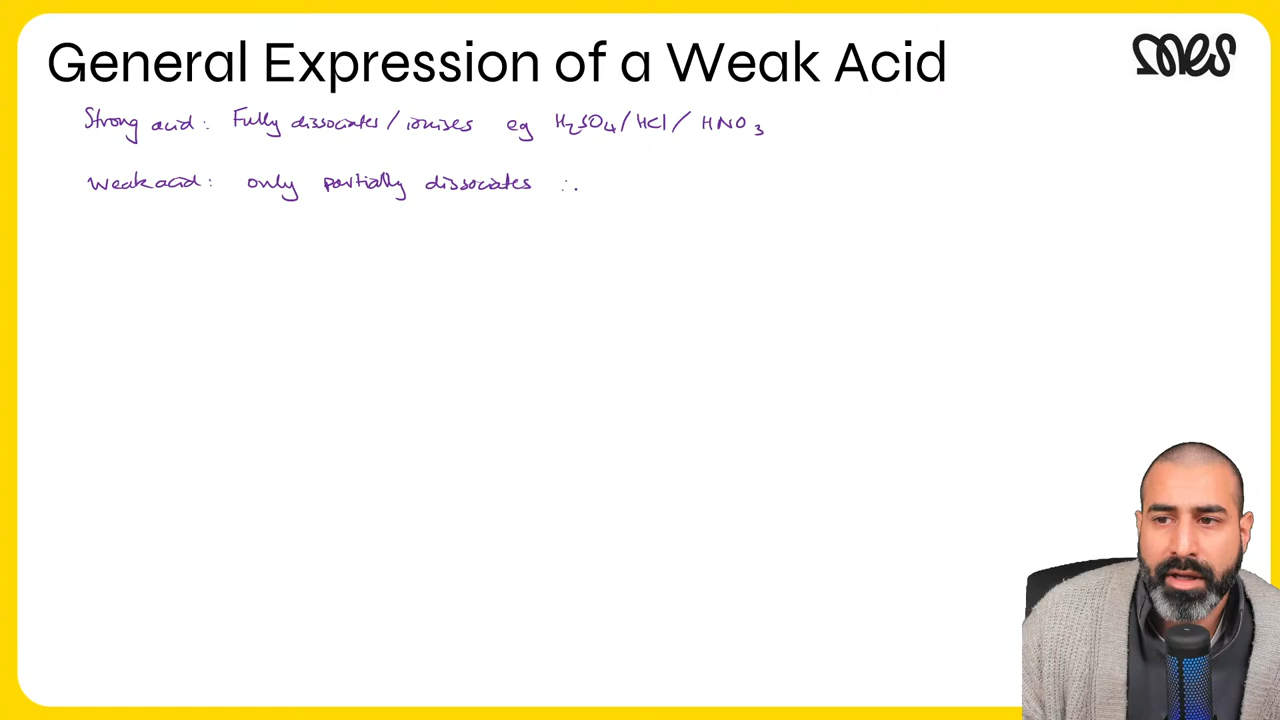 General Expression of a Weak Acid
mes
Strong acid: Fully dissociates / ionises eg H₂SO₄ / HCl / HNO₃
Weak acid: only partially dissociates ∴